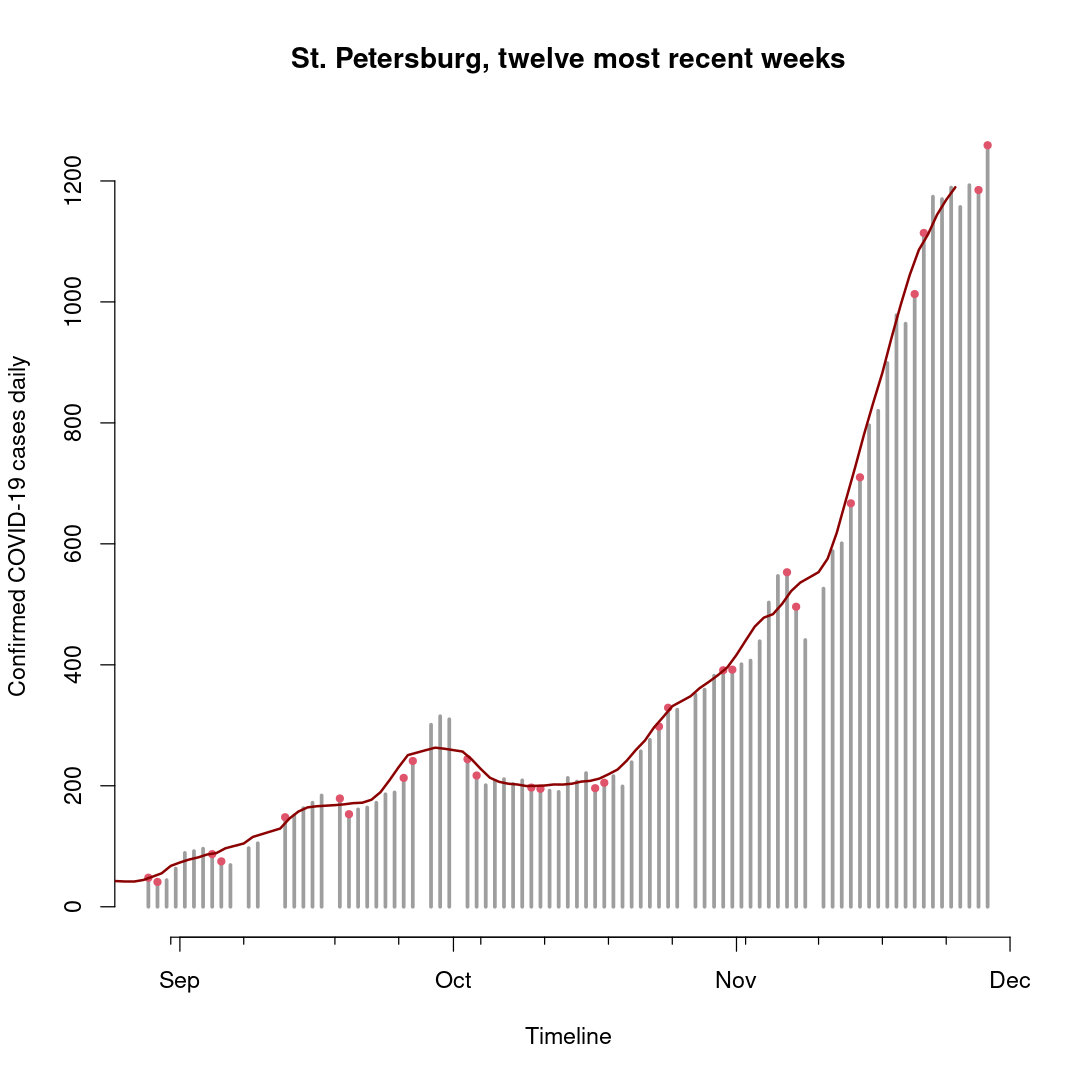 St. Petersburg, twelve most recent weeks
Confirmed COVID-19 cases daily
1200
1000
800
600
400
200
0
Sep Oct Nov Dec
Timeline